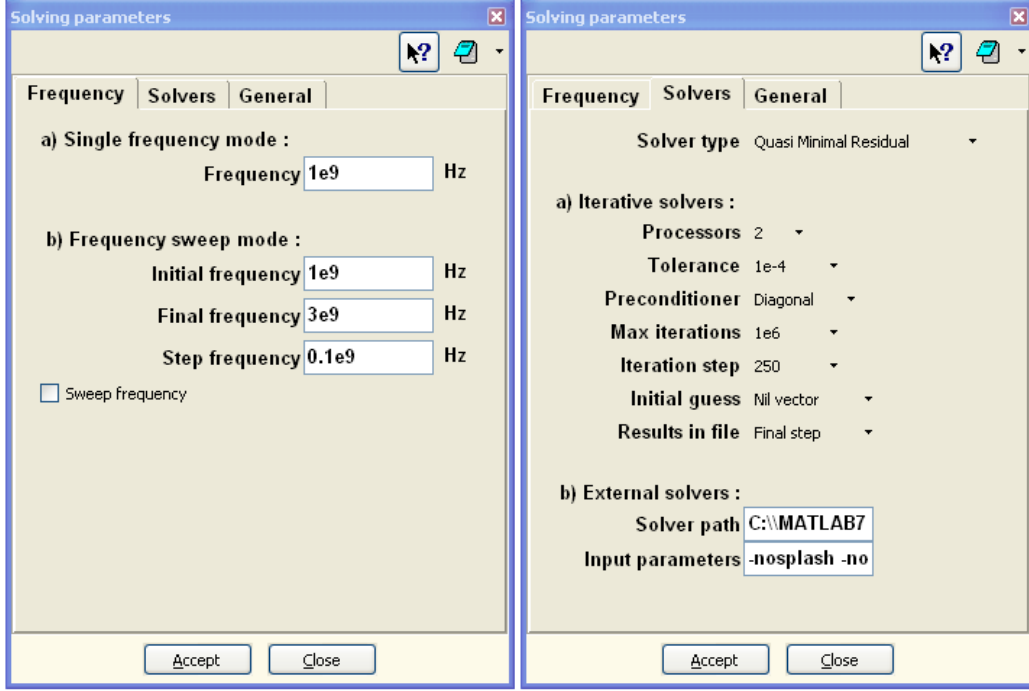 Solving parameters
Frequency Solvers General
a) Single frequency mode :
Frequency 1e9 Hz
b) Frequency sweep mode :
Initial frequency 1e9 Hz
Final frequency 3e9 Hz
Step frequency 0.1e9 Hz
Sweep frequency
Accept Close
Solving parameters
Frequency Solvers General
Solver type Quasi Minimal Residual
a) Iterative solvers :
Processors 2
Tolerance 1e-4
Preconditioner Diagonal
Max iterations 1e6
Iteration step 250
Initial guess Nil vector
Results in file Final step
b) External solvers :
Solver path C:\\MATLAB7
Input parameters -nosplash -no
Accept Close